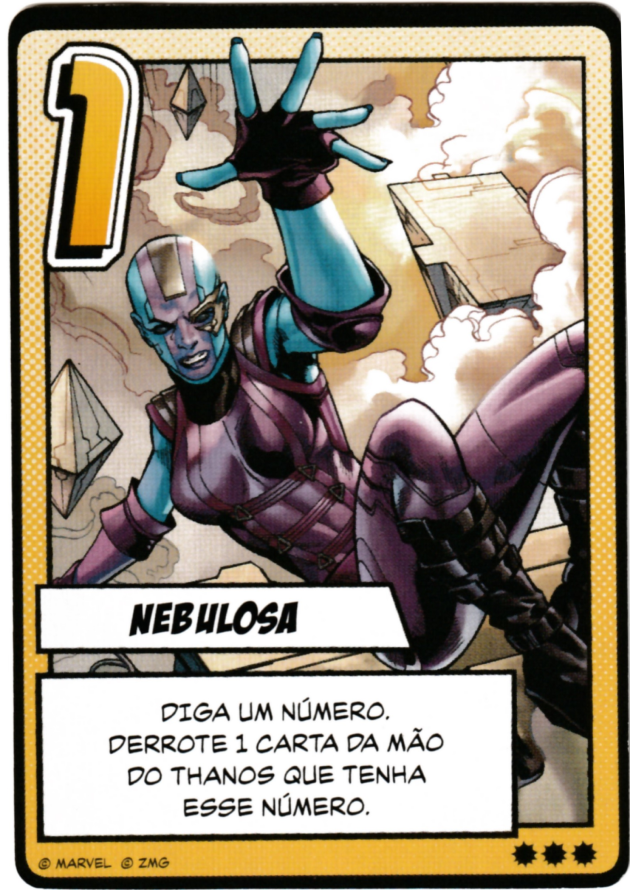 1
NEBULOSA
DIGA UM NÚMERO.
DERROTE 1 CARTA DA MÃO
DO THANOS QUE TENHA
ESSE NÚMERO.
© MARVEL © ZMG